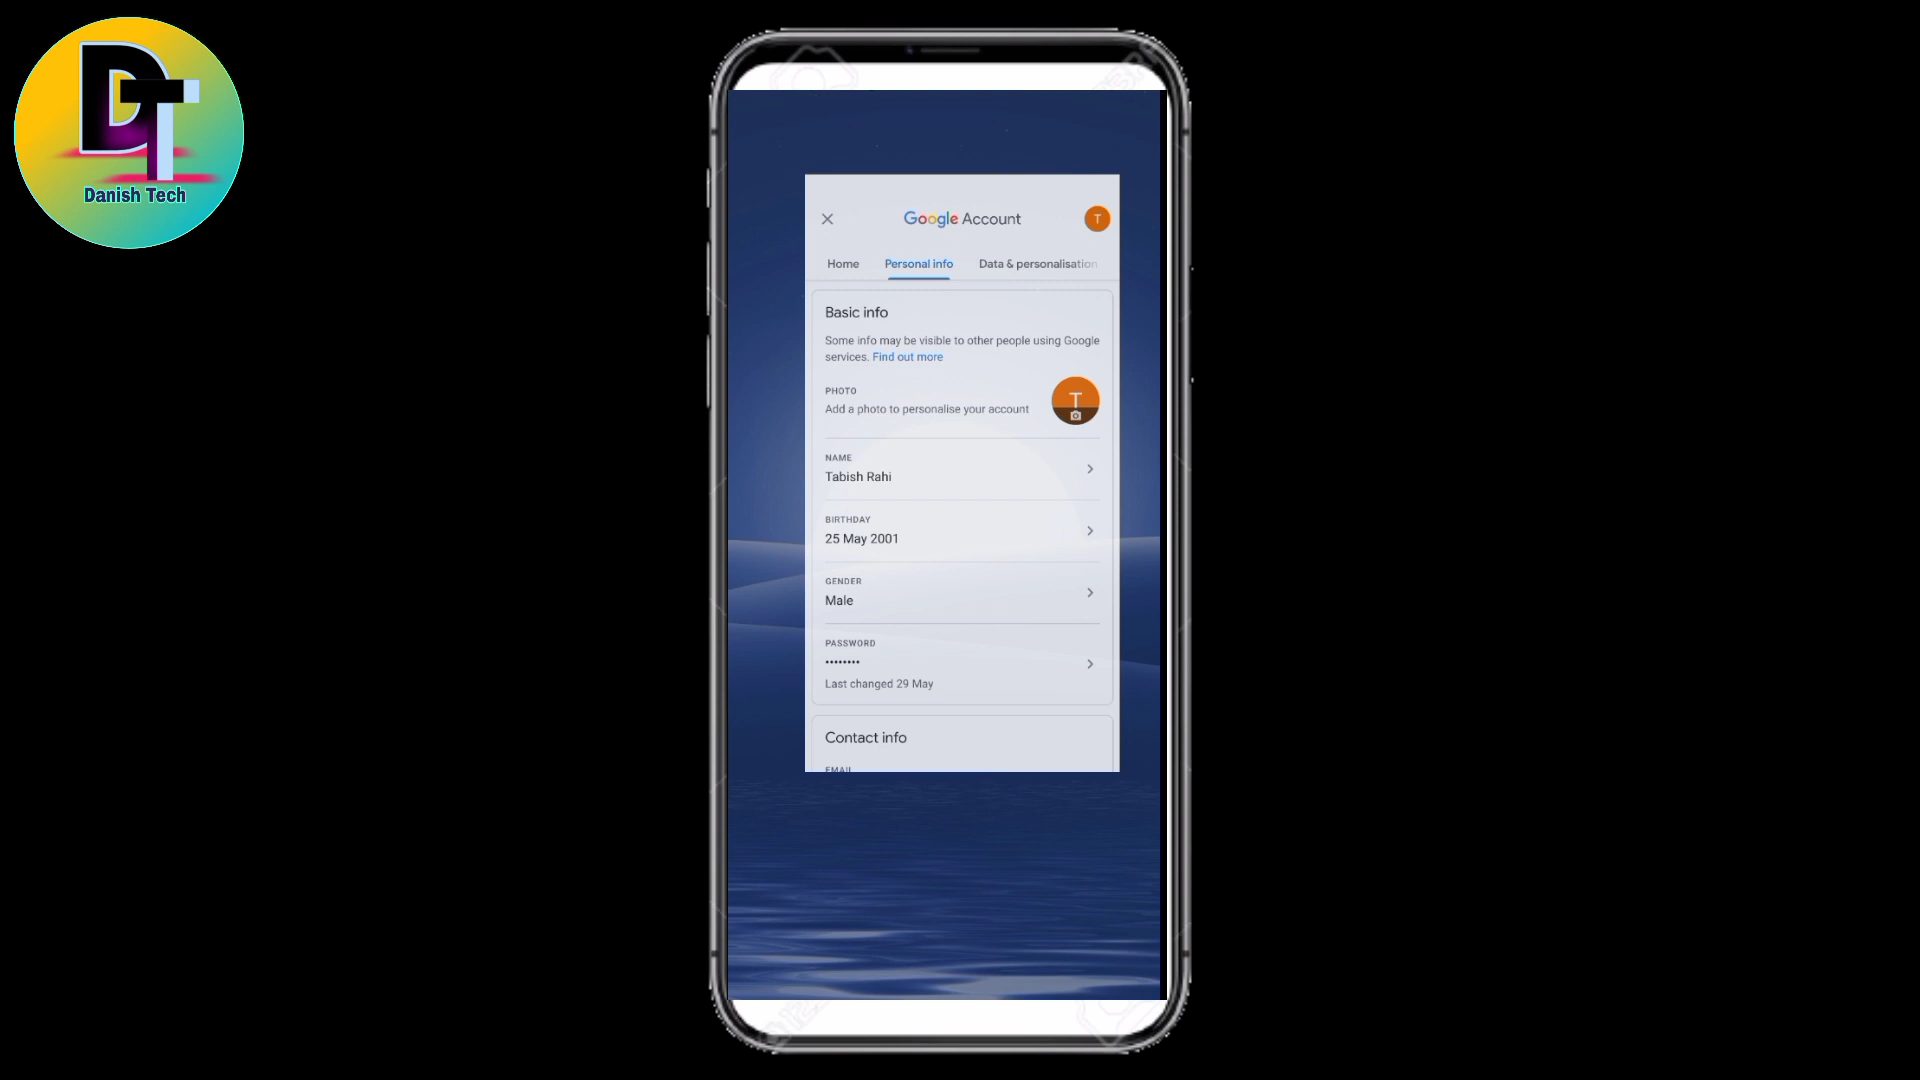 DT
Danish Tech
Google Account
T
Home Personal info Data & personalisation
Basic info
Some info may be visible to other people using Google
services. Find out more
PHOTO
Add a photo to personalise your account
T
NAME
Tabish Rahi
BIRTHDAY
25 May 2001
GENDER
Male
PASSWORD
••••••••
Last changed 29 May
Contact info
EMAIL